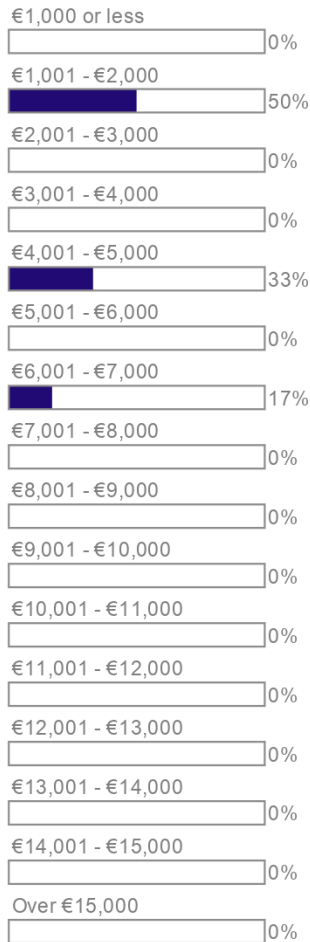 €1,000 or less
0%
€1,001 - €2,000
50%
€2,001 - €3,000
0%
€3,001 - €4,000
0%
€4,001 - €5,000
33%
€5,001 - €6,000
0%
€6,001 - €7,000
17%
€7,001 - €8,000
0%
€8,001 - €9,000
0%
€9,001 - €10,000
0%
€10,001 - €11,000
0%
€11,001 - €12,000
0%
€12,001 - €13,000
0%
€13,001 - €14,000
0%
€14,001 - €15,000
0%
Over €15,000
0%